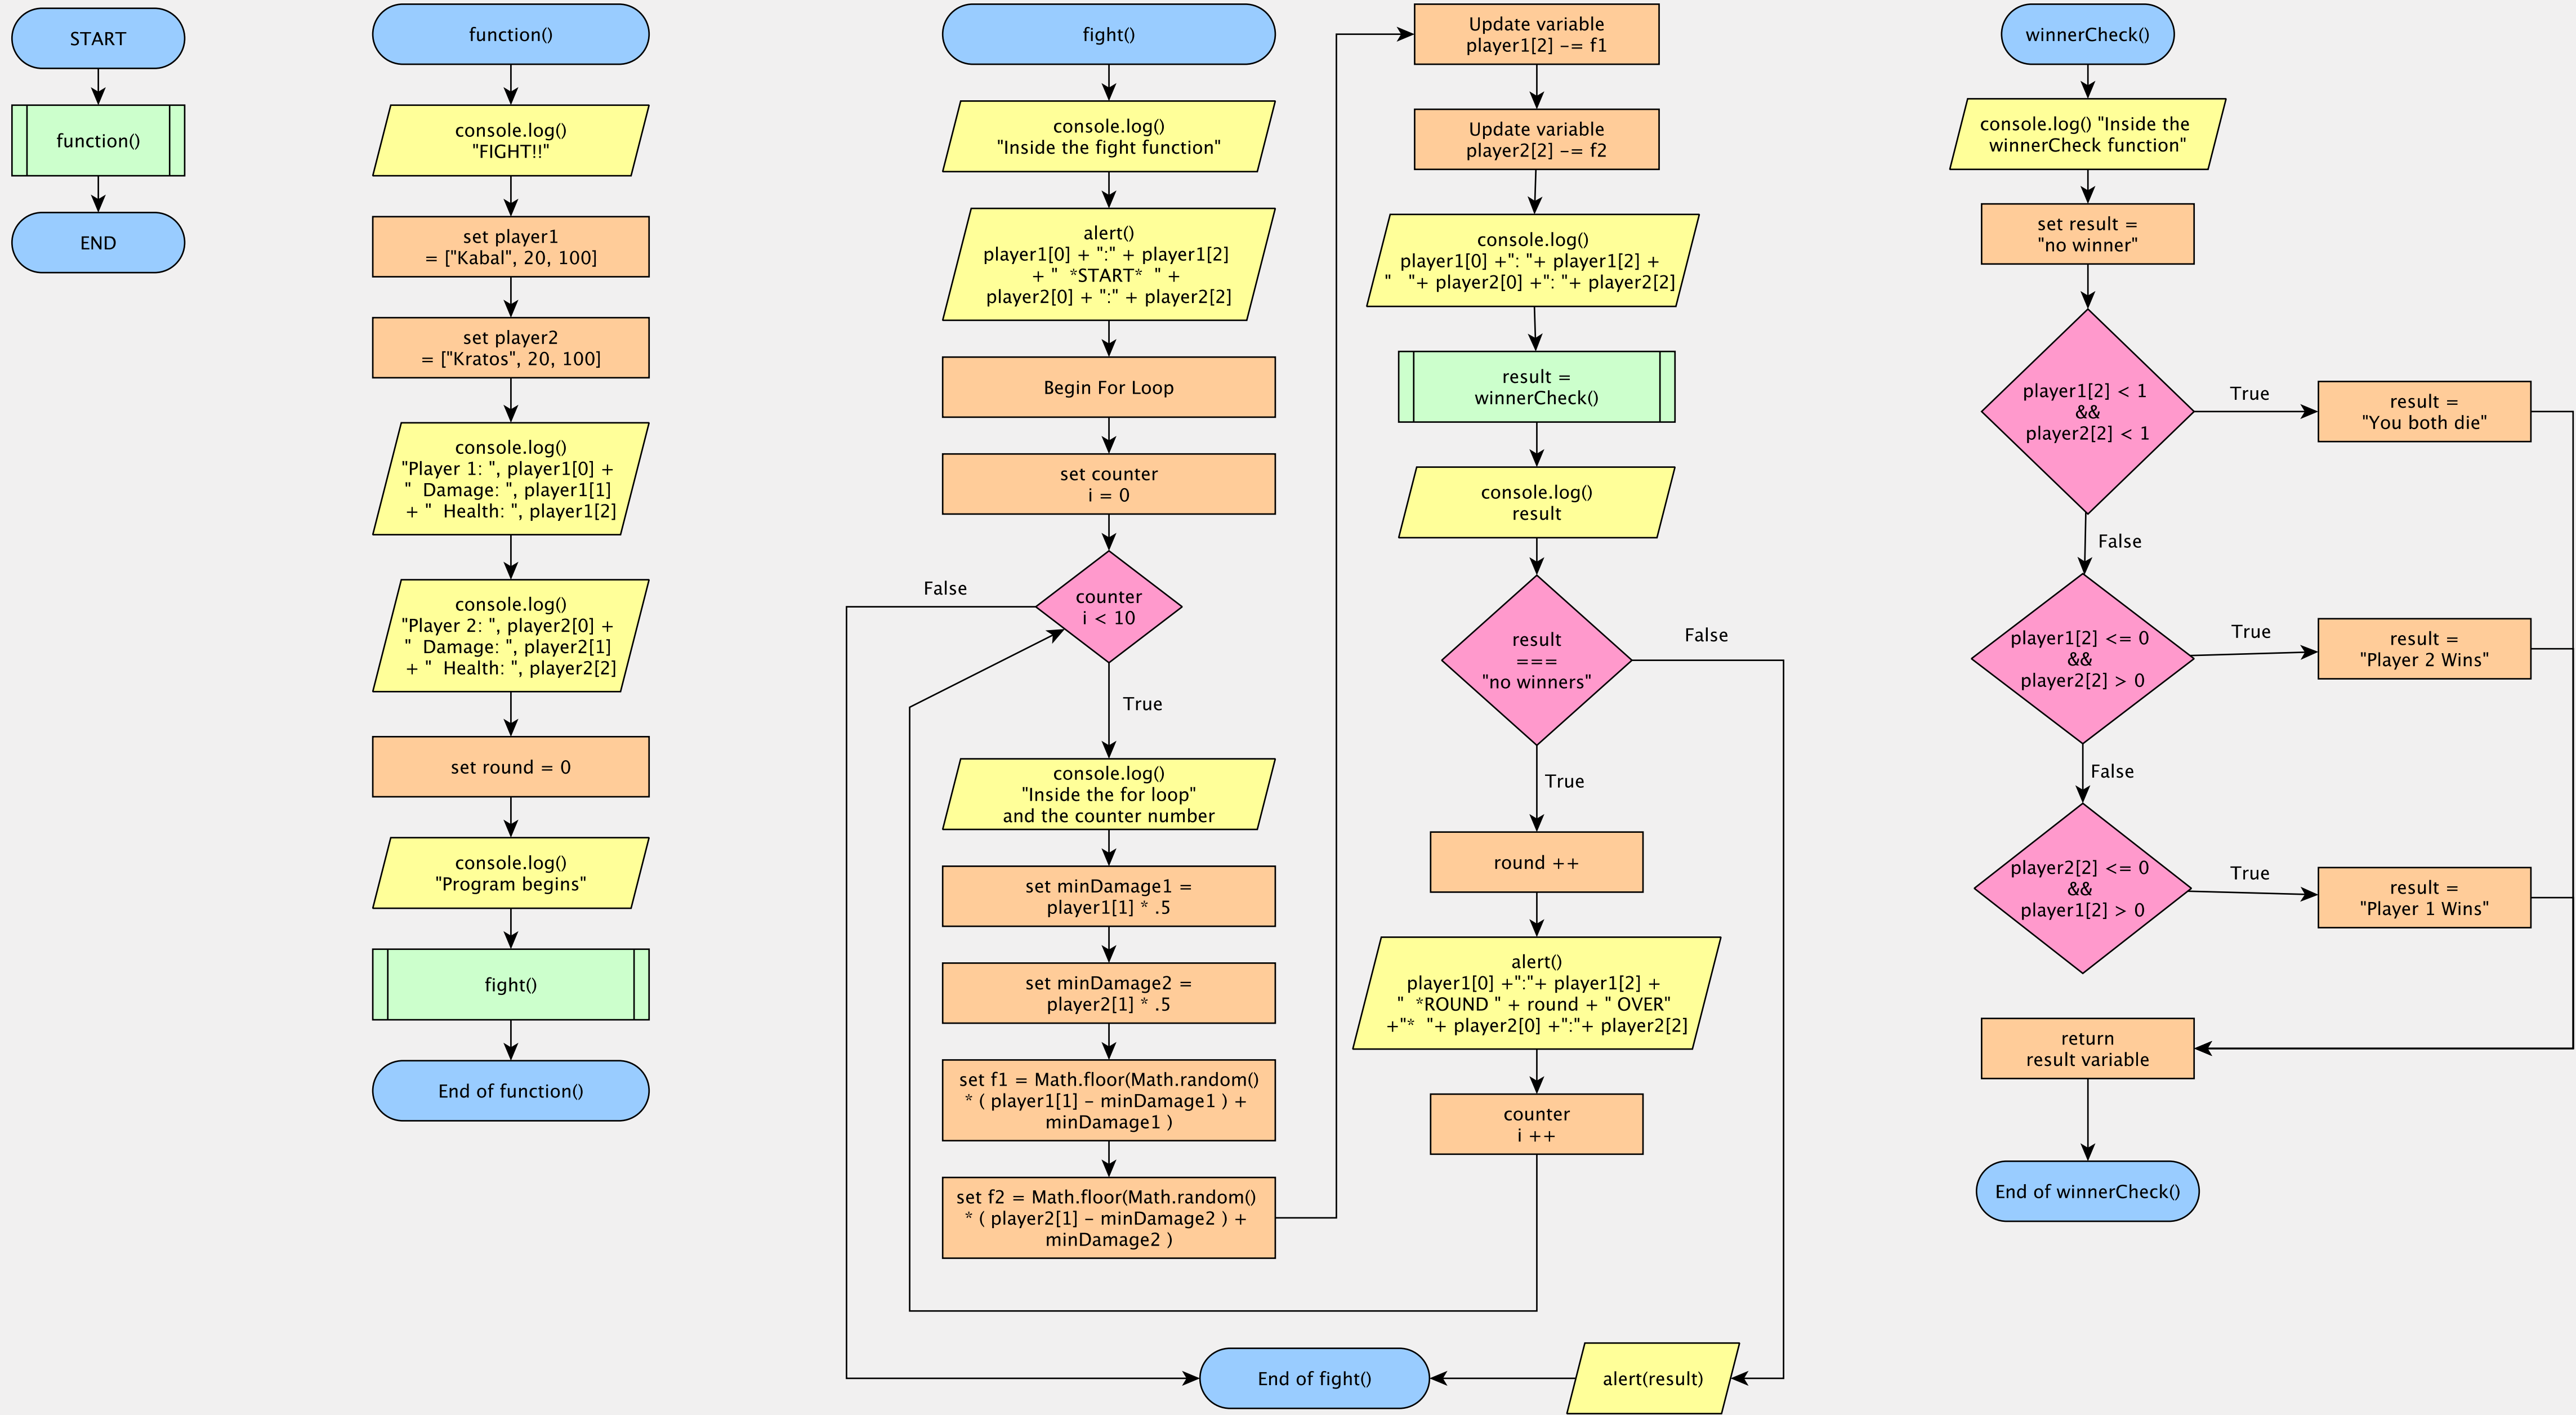 START
function()
END
function()
console.log()
"FIGHT!!"
set player1
= ["Kabal", 20, 100]
set player2
= ["Kratos", 20, 100]
console.log()
"Player 1: ", player1[0] +
"  Damage: ", player1[1]
+ "  Health: ", player1[2]
console.log()
"Player 2: ", player2[0] +
"  Damage: ", player2[1]
+ "  Health: ", player2[2]
set round = 0
console.log()
"Program begins"
fight()
End of function()
fight()
console.log()
"Inside the fight function"
alert()
player1[0] + ":" + player1[2]
+ "  *START*  " +
player2[0] + ":" + player2[2]
Begin For Loop
set counter
i = 0
counter
i < 10
False
True
console.log()
"Inside the for loop"
and the counter number
set minDamage1 =
player1[1] * .5
set minDamage2 =
player2[1] * .5
set f1 = Math.floor(Math.random()
* ( player1[1] – minDamage1 ) +
minDamage1 )
set f2 = Math.floor(Math.random()
* ( player2[1] – minDamage2 ) +
minDamage2 )
Update variable
player1[2] –= f1
Update variable
player2[2] –= f2
console.log()
player1[0] +": "+ player1[2] +
"   "+ player2[0] +": "+ player2[2]
result =
winnerCheck()
console.log()
result
result
===
"no winners"
False
True
round ++
alert()
player1[0] +":"+ player1[2] +
"  *ROUND " + round + " OVER"
+"*  "+ player2[0] +":"+ player2[2]
counter
i ++
alert(result)
End of fight()
winnerCheck()
console.log() "Inside the
winnerCheck function"
set result =
"no winner"
player1[2] < 1
&&
player2[2] < 1
True
result =
"You both die"
False
player1[2] <= 0
&&
player2[2] > 0
True
result =
"Player 2 Wins"
False
player2[2] <= 0
&&
player1[2] > 0
True
result =
"Player 1 Wins"
return
result variable
End of winnerCheck()